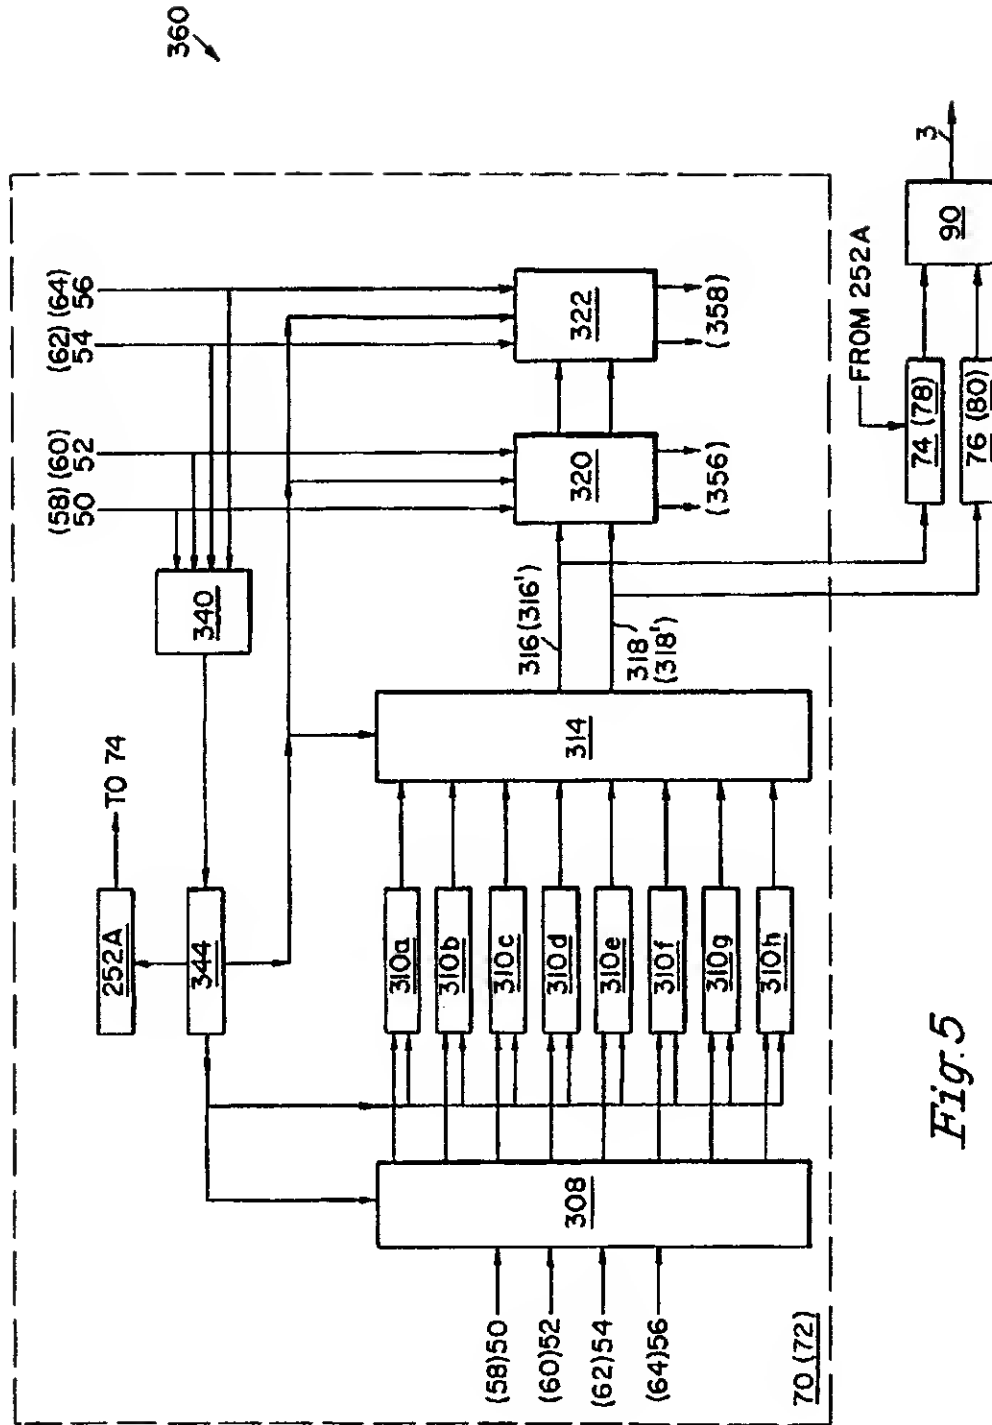 360
(58) (60)
50 52
(62) (64)
54 56
340
TO 74
252A
344
310a
310b
310c
310d
310e
310f
310g
310h
308
314
316 (316')
318'
(318')
320
322
(356)
(358)
(58)50
(60)52
(62)54
(64)56
70 (72)
FROM 252A
74 (78)
76 (80)
90
3
Fig. 5